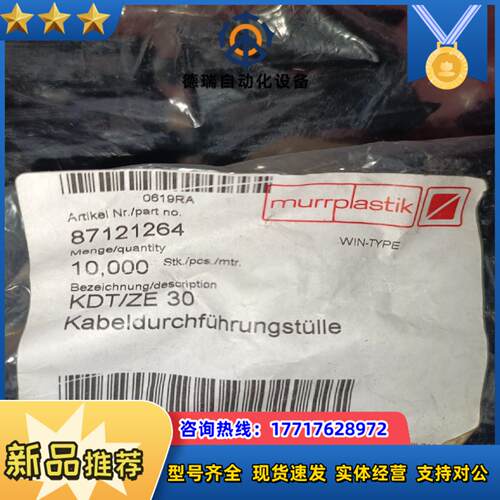 德瑞自动化设备
0619RA
murrplastik
Artikel Nr./part no.
87121264
WIN-TYPE
Menge/quantity
10,000 Stk./pcs./mtr.
Bezeichnung/description
KDT/ZE 30
Kabeldurchführungstülle
咨询热线：17717628972
新品推荐
型号齐全 现货速发 实体经营 支持对公